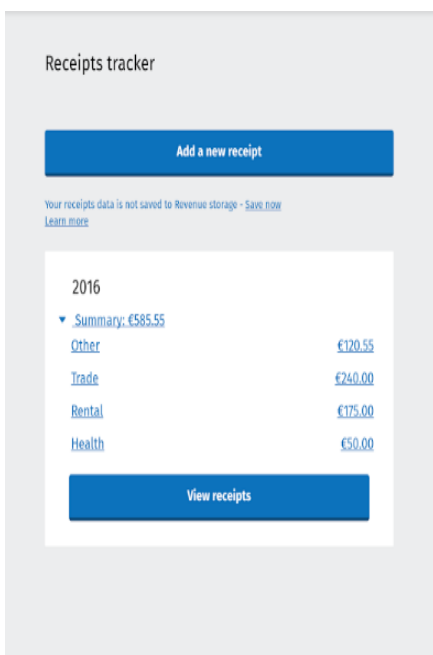 Receipts tracker
Add a new receipt
Your receipts data is not saved to Revenue storage - Save now
Learn more
2016
Summary: €585.55
Other €120.55
Trade €240.00
Rental €175.00
Health €50.00
View receipts